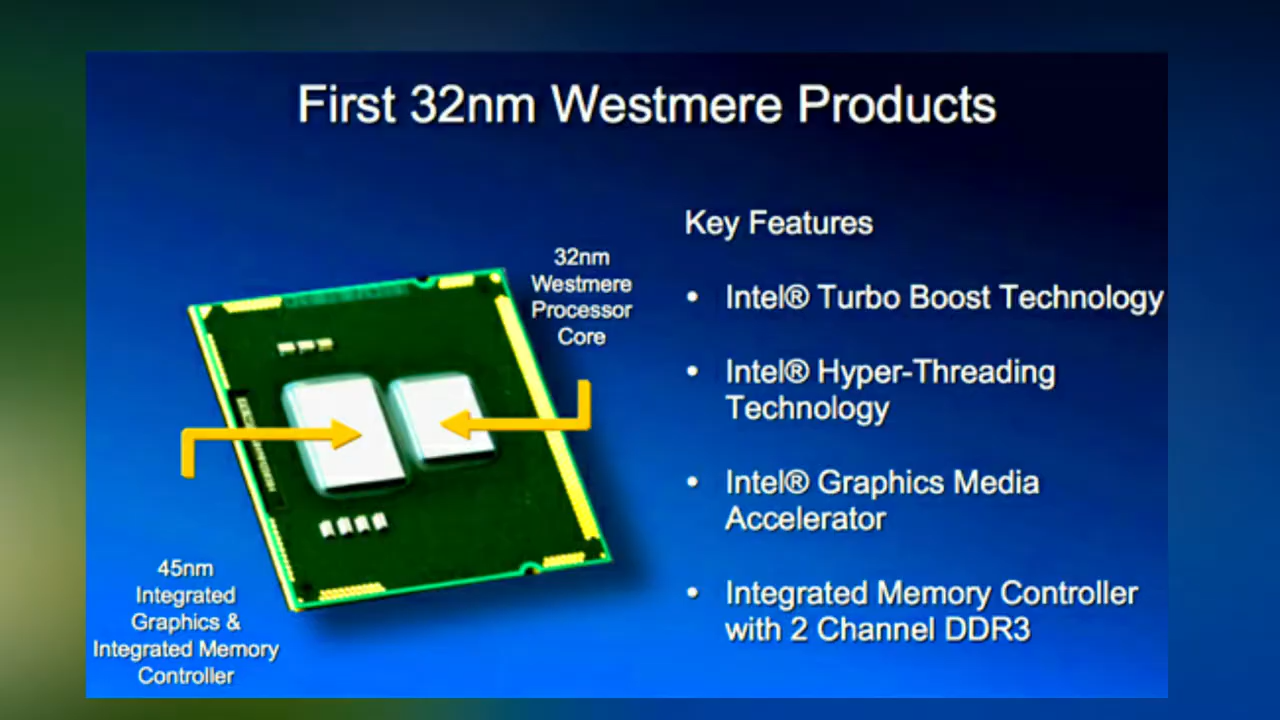 First 32nm Westmere Products
32nm
Westmere
Processor
Core
45nm
Integrated
Graphics &
Integrated Memory
Controller
Key Features
• Intel® Turbo Boost Technology
• Intel® Hyper-Threading
Technology
• Intel® Graphics Media
Accelerator
• Integrated Memory Controller
with 2 Channel DDR3